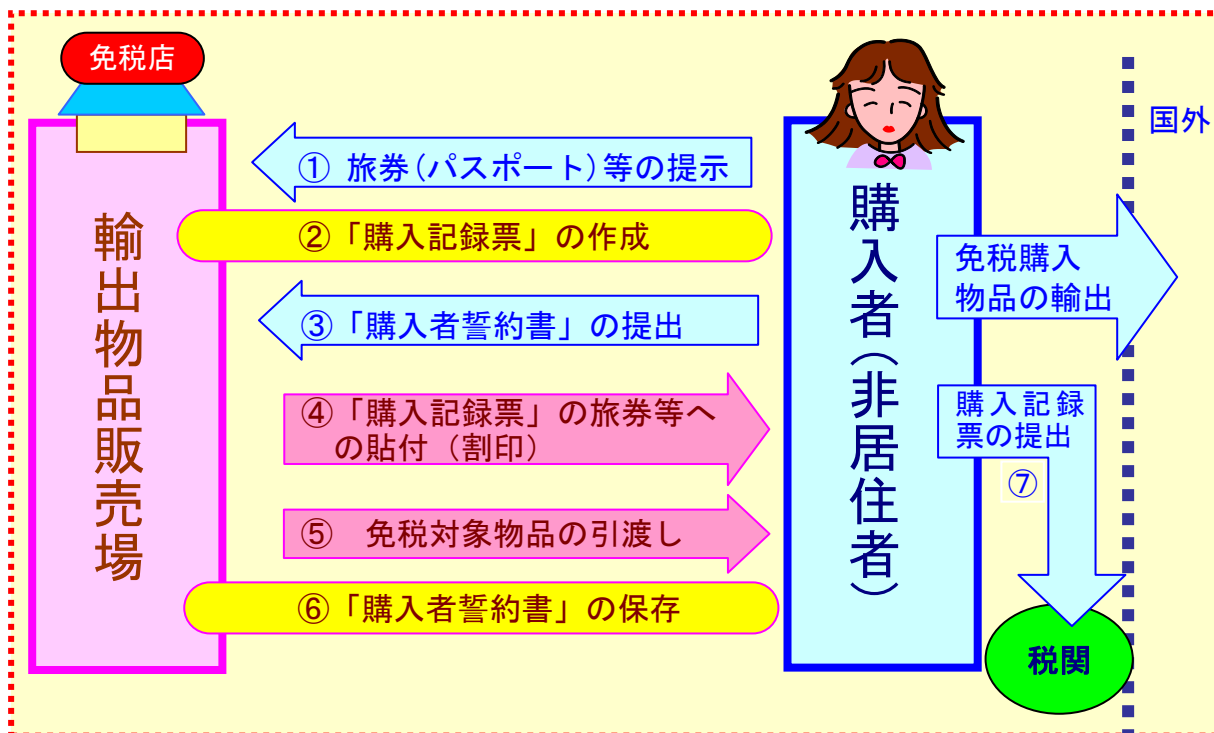 免税店
輸出物品販売場
① 旅券(パスポート)等の提示
②「購入記録票」の作成
③「購入者誓約書」の提出
④「購入記録票」の旅券等へ
の貼付（割印）
⑤　免税対象物品の引渡し
⑥「購入者誓約書」の保存
購入者（非居住者）
免税購入
物品の輸出
購入記録
票の提出
⑦
税関
国外